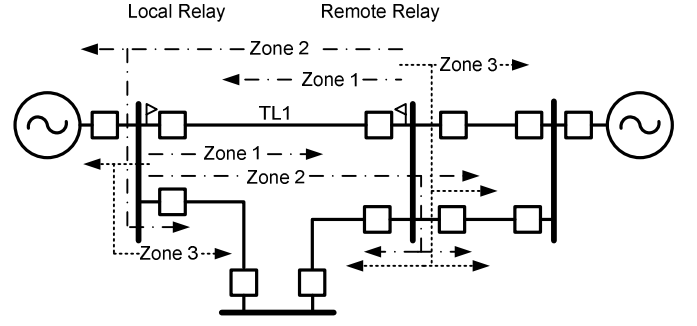 Local Relay
Remote Relay
Zone 2
Zone 3
Zone 1
TL1
Zone 1
Zone 2
Zone 3